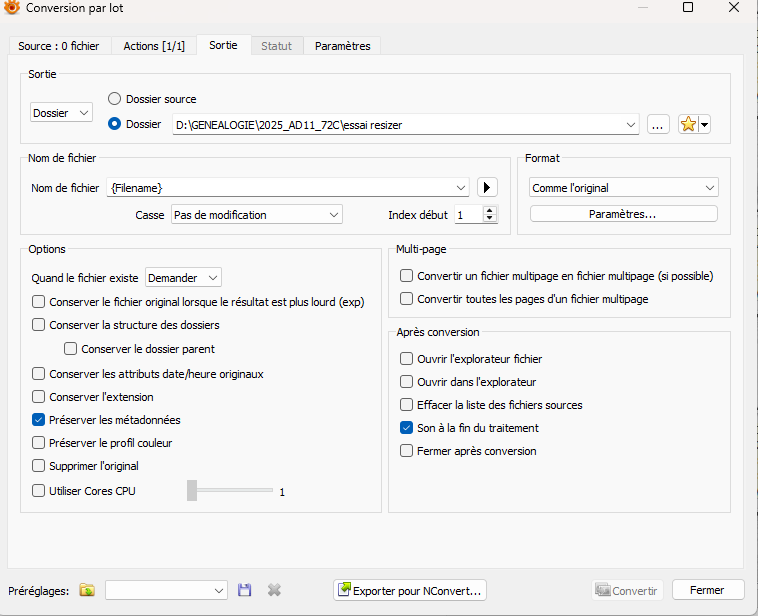 Conversion par lot
Source : 0 fichier Actions [1/1] Sortie Statut Paramètres
Sortie
Dossier
Dossier source
Dossier D:\GENEALOGIE\2025_AD11_72C\essai resizer ...
Nom de fichier
Nom de fichier {Filename}
Casse Pas de modification Index début 1
Format
Comme l'original
Paramètres...
Options
Quand le fichier existe Demander
Conserver le fichier original lorsque le résultat est plus lourd (exp)
Conserver la structure des dossiers
Conserver le dossier parent
Conserver les attributs date/heure originaux
Conserver l'extension
Préserver les métadonnées
Préserver le profil couleur
Supprimer l'original
Utiliser Cores CPU 1
Multi-page
Convertir un fichier multipage en fichier multipage (si possible)
Convertir toutes les pages d'un fichier multipage
Après conversion
Ouvrir l'explorateur fichier
Ouvrir dans l'explorateur
Effacer la liste des fichiers sources
Son à la fin du traitement
Fermer après conversion
Préréglages: Exporter pour NConvert... Convertir Fermer